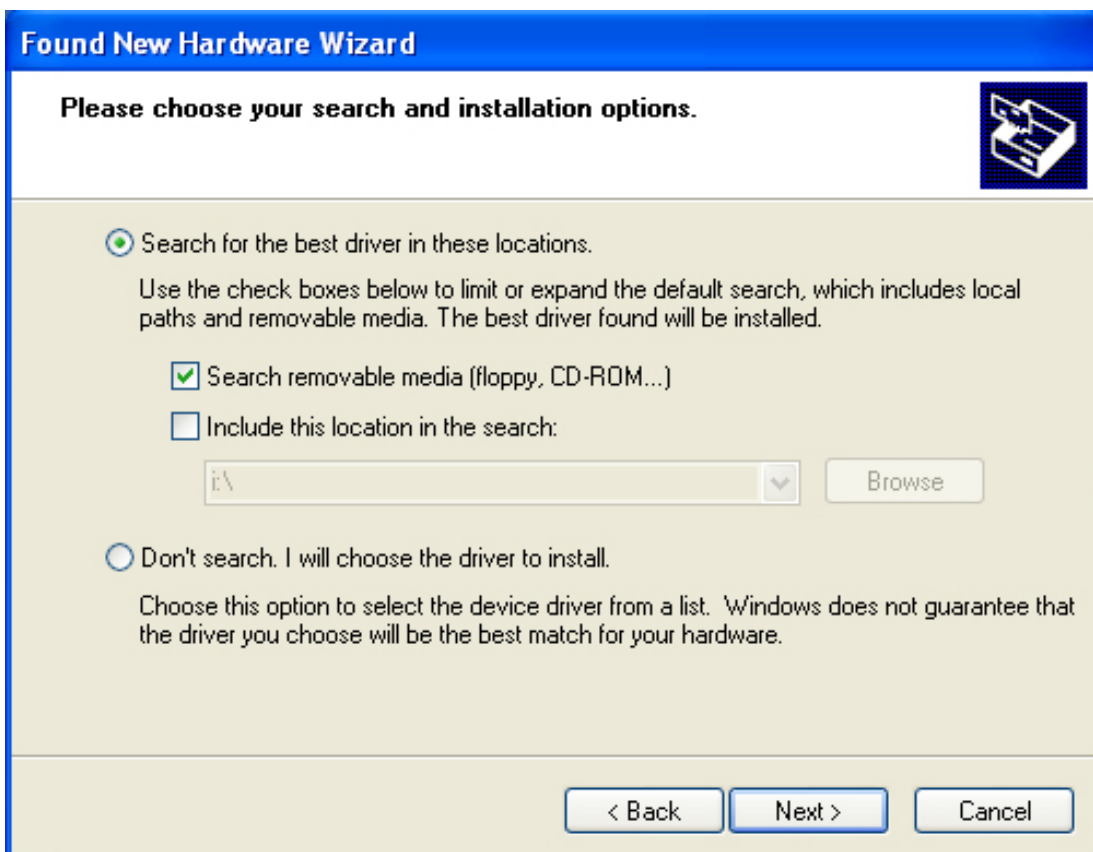 Found New Hardware Wizard
Please choose your search and installation options.
Search for the best driver in these locations.
Use the check boxes below to limit or expand the default search, which includes local
paths and removable media. The best driver found will be installed.
Search removable media (floppy, CD-ROM...)
Include this location in the search:
i:\
Browse
Don't search. I will choose the driver to install.
Choose this option to select the device driver from a list. Windows does not guarantee that
the driver you choose will be the best match for your hardware.
< Back Next > Cancel